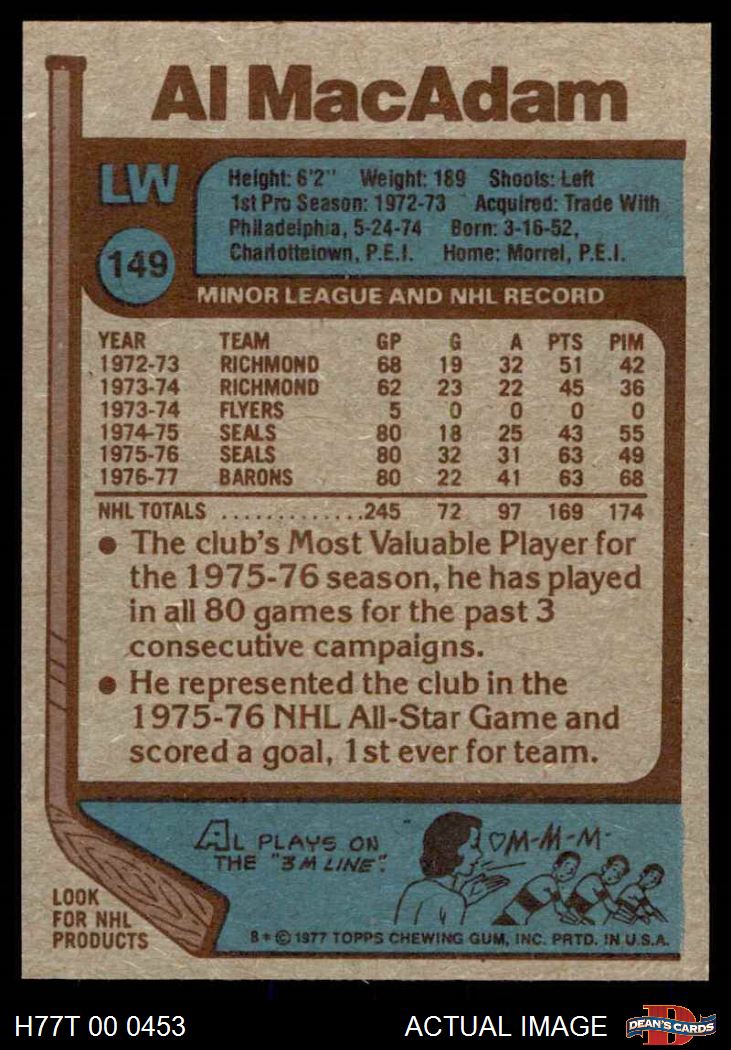 Al MacAdam
LW
149
Height: 6'2" Weight: 189 Shoots: Left
1st Pro Season: 1972-73 Acquired: Trade With
Philadelphia, 5-24-74 Born: 3-16-52,
Charlottetown, P.E.I. Home: Morrel, P.E.I.
MINOR LEAGUE AND NHL RECORD
YEAR TEAM GP G A PTS PIM
1972-73 RICHMOND 68 19 32 51 42
1973-74 RICHMOND 62 23 22 45 36
1973-74 FLYERS 5 0 0 0 0
1974-75 SEALS 80 18 25 43 55
1975-76 SEALS 80 32 31 63 49
1976-77 BARONS 80 22 41 63 68
NHL TOTALS .............245 72 97 169 174
● The club's Most Valuable Player for
the 1975-76 season, he has played
in all 80 games for the past 3
consecutive campaigns.
● He represented the club in the
1975-76 NHL All-Star Game and
scored a goal, 1st ever for team.
AL PLAYS ON
THE "3M LINE".
♡M-M-M-
LOOK
FOR NHL
PRODUCTS
B * © 1977 TOPPS CHEWING GUM, INC. PRTD. IN U.S.A.
H77T 00 0453
ACTUAL IMAGE
D
DEAN'S CARDS